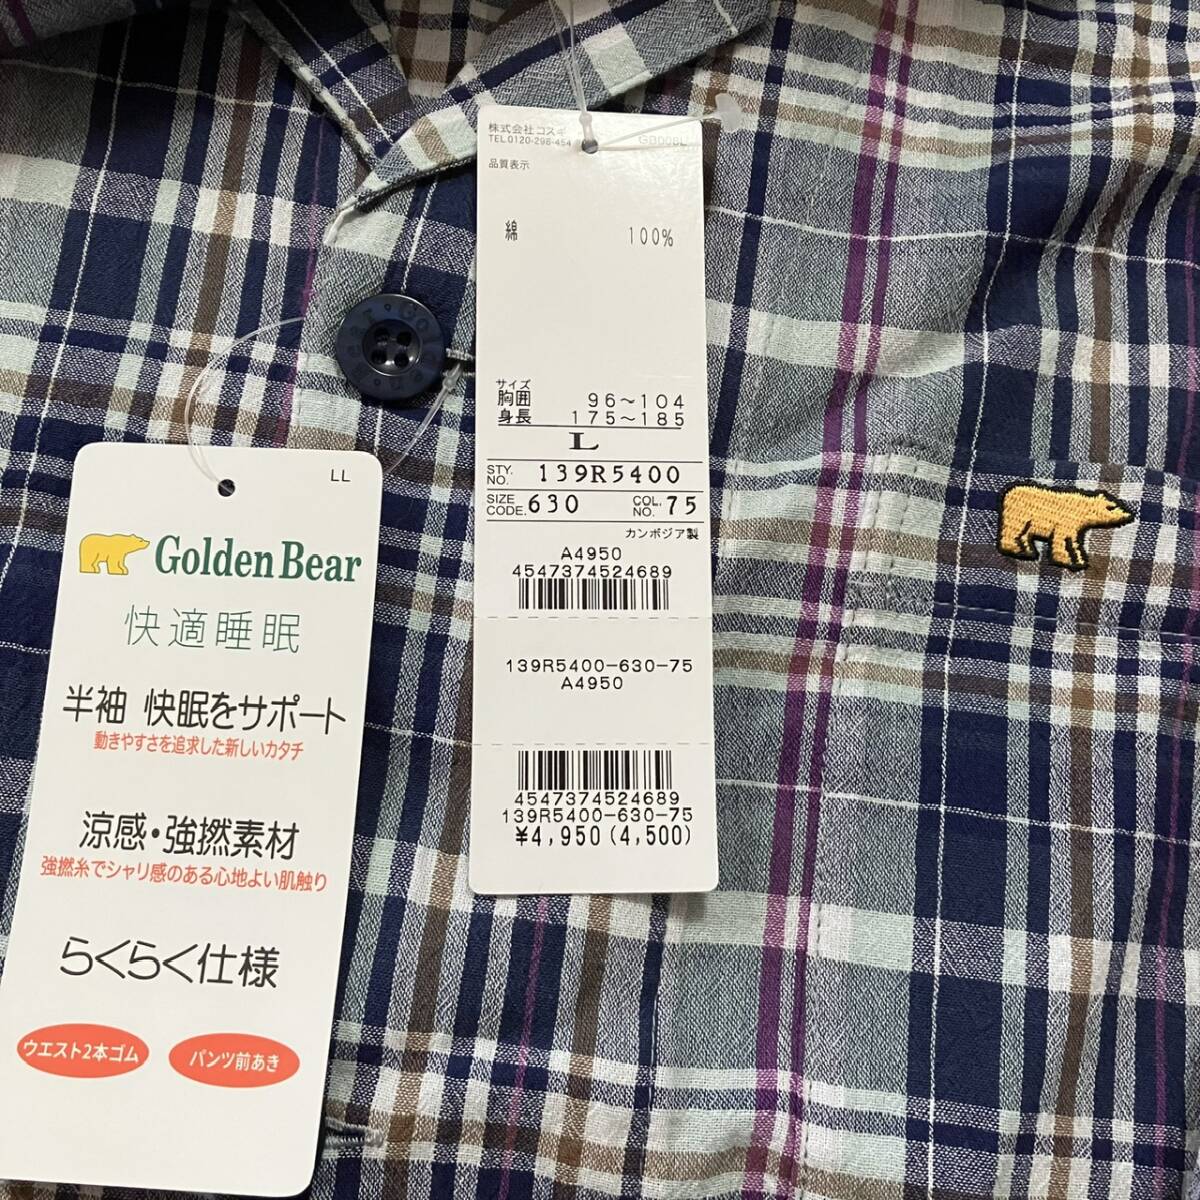 株式会社コスギ
TEL.0120-298-454
GB00BL
品質表示
綿 100%
サイズ
胸囲 96～104
身長 175～185
L
STY. NO. 139R5400
SIZE CODE. 630 COL. NO. 75
カンボジア製
A4950
4547374524689
139R5400-630-75
A4950
4547374524689
139R5400-630-75
¥4,950(4,500)
LL
Golden Bear
快適睡眠
半袖 快眠をサポート
動きやすさを追求した新しいカタチ
涼感・強撚素材
強撚糸でシャリ感のある心地よい肌触り
らくらく仕様
ウエスト2本ゴム
パンツ前あき